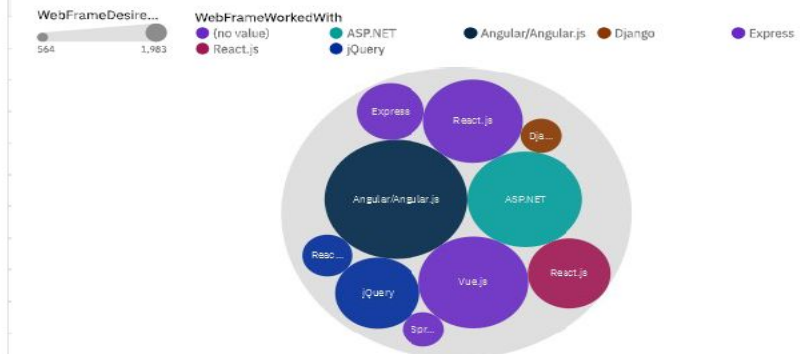 WebFrameDesire...
564 1,983
WebFrameWorkedWith
(no value) ASP.NET Angular/Angular.js Django Express
React.js jQuery
Express
React.js
Dja...
Angular/Angular.js
ASP.NET
Reac...
jQuery
Vue.js
React.js
Spr...